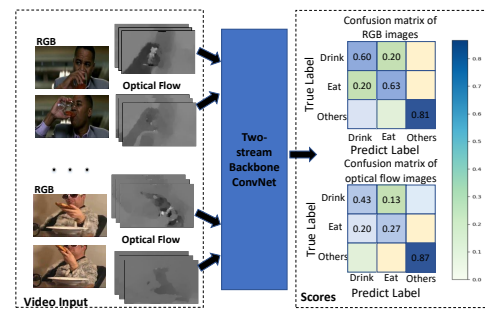 RGB
Optical Flow
. . .
RGB
Optical Flow
Video Input
Two-
stream
Backbone
ConvNet
Confusion matrix of
RGB images
True Label
Drink 0.60 0.20
Eat 0.20 0.63
Others 0.81
Drink Eat Others
Predict Label
Confusion matrix of
optical flow images
True Label
Drink 0.43 0.13
Eat 0.20 0.27
Others 0.87
Drink Eat Others
Predict Label
Scores
0.8
0.7
0.6
0.5
0.4
0.3
0.2
0.1
0.0